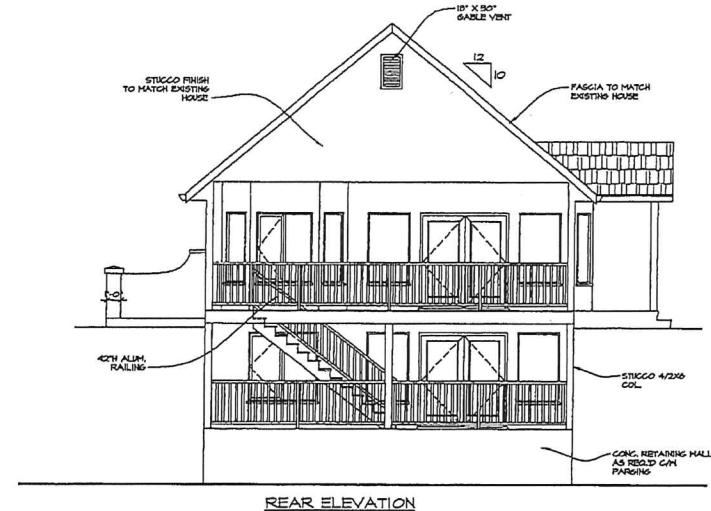 18" X 30"
GABLE VENT
12
10
STUCCO FINISH
TO MATCH EXISTING
HOUSE
FASCIA TO MATCH
EXISTING HOUSE
42"H ALUM.
RAILING
STUCCO 4/2X6
COL.
CONC. RETAINING WALL
AS REQ.D C/W
PARGING
REAR ELEVATION